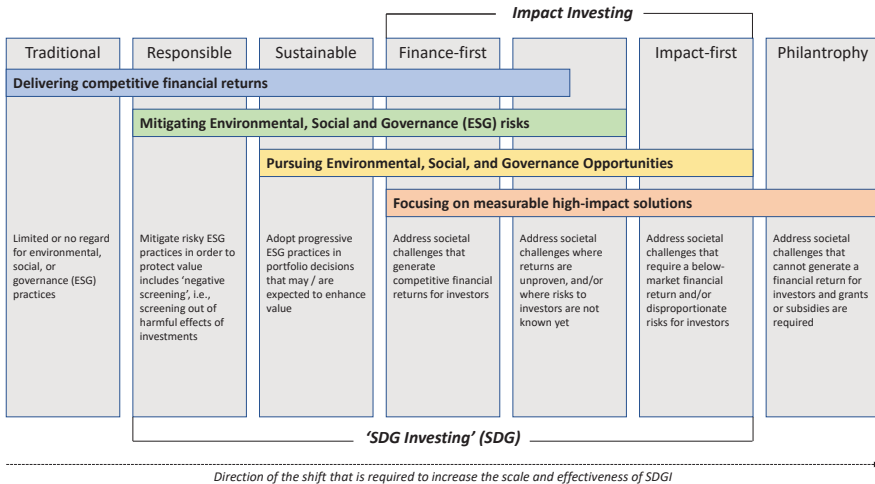 Impact Investing
Traditional
Responsible
Sustainable
Finance-first
Impact-first
Philantrophy
Delivering competitive financial returns
Mitigating Environmental, Social and Governance (ESG) risks
Pursuing Environmental, Social, and Governance Opportunities
Focusing on measurable high-impact solutions
Limited or no regard
for environmental,
social, or
governance (ESG)
practices
Mitigate risky ESG
practices in order to
protect value
includes ‘negative
screening’, i.e.,
screening out of
harmful effects of
investments
Adopt progressive
ESG practices in
portfolio decisions
that may / are
expected to enhance
value
Address societal
challenges that
generate
competitive financial
returns for investors
Address societal
challenges where
returns are
unproven, and/or
where risks to
investors are not
known yet
Address societal
challenges that
require a below-
market financial
return and/or
disproportionate
risks for investors
Address societal
challenges that
cannot generate a
financial return for
investors and grants
or subsidies are
required
‘SDG Investing’ (SDG)
Direction of the shift that is required to increase the scale and effectiveness of SDGI